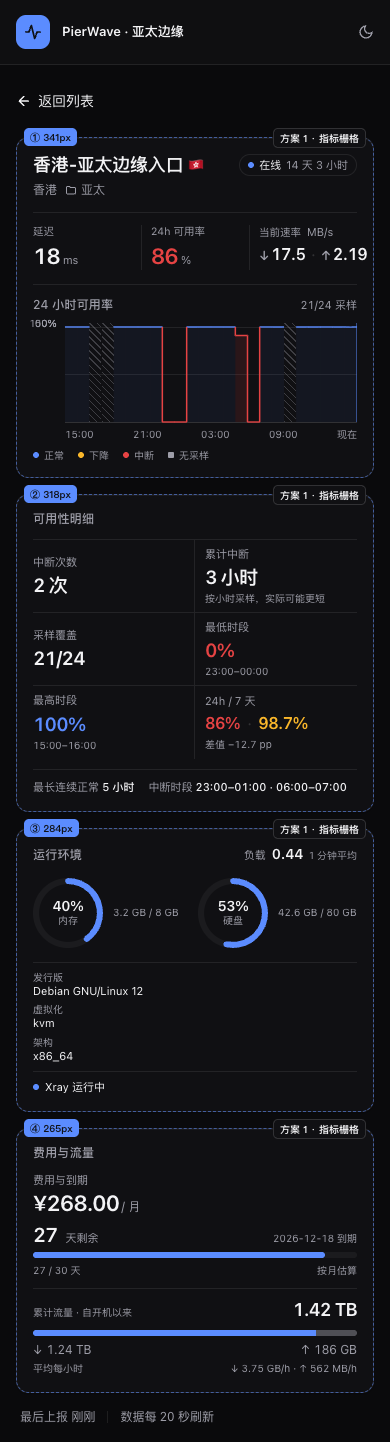 PierWave · 亚太边缘
← 返回列表
① 341px
方案 1 · 指标栅格
香港-亚太边缘入口 🇭🇰
在线 14 天 3 小时
香港 亚太
延迟
24h 可用率
当前速率 MB/s
18 ms
86 %
↓17.5 · ↑2.19
24 小时可用率
21/24 采样
15:00
21:00
03:00
09:00
现在
正常
下降
中断
无采样
② 318px
方案 1 · 指标栅格
可用性明细
中断次数
2 次
累计中断
3 小时
按小时采样，实际可能更短
采样覆盖
21/24
最低时段
0%
23:00–00:00
最高时段
100%
15:00–16:00
24h / 7 天
86% · 98.7%
差值 −12.7 pp
最长连续正常 5 小时
中断时段 23:00–01:00 · 06:00–07:00
③ 284px
方案 1 · 指标栅格
运行环境
负载 0.44 1 分钟平均
40%
内存
3.2 GB / 8 GB
53%
硬盘
42.6 GB / 80 GB
发行版
Debian GNU/Linux 12
虚拟化
kvm
架构
x86_64
Xray 运行中
④ 265px
方案 1 · 指标栅格
费用与流量
费用与到期
¥268.00 / 月
27 天剩余
2026-12-18 到期
27 / 30 天
按月估算
累计流量 · 自开机以来
1.42 TB
↓ 1.24 TB
↑ 186 GB
平均每小时
↓ 3.75 GB/h · ↑ 562 MB/h
最后上报 刚刚
数据每 20 秒刷新